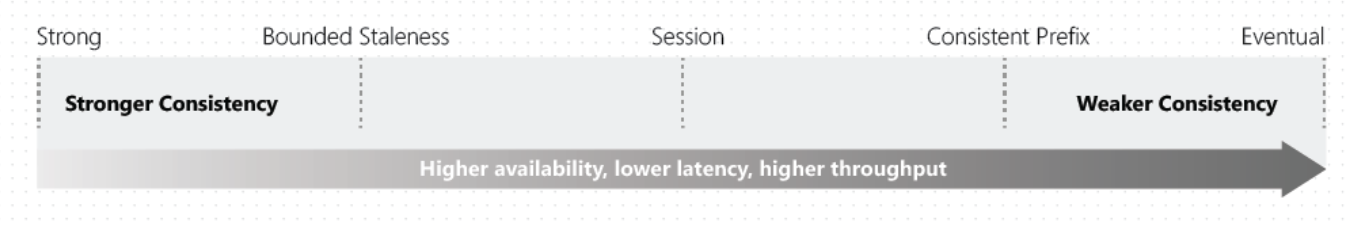 Strong Bounded Staleness Session Consistent Prefix Eventual
Stronger Consistency Weaker Consistency
Higher availability, lower latency, higher throughput